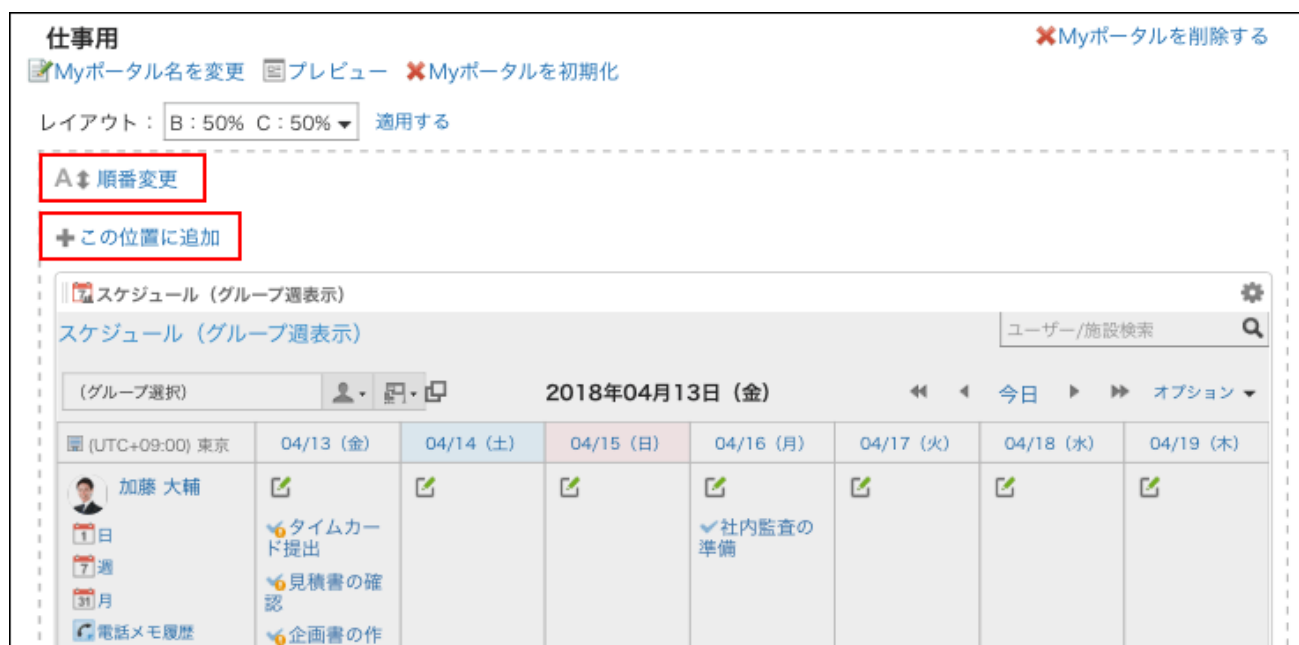 仕事用
Myポータルを削除する
Myポータル名を変更 プレビュー Myポータルを初期化
レイアウト： B：50% C：50% 適用する
A 順番変更
この位置に追加
スケジュール（グループ週表示）
スケジュール（グループ週表示）
ユーザー/施設検索
（グループ選択）
2018年04月13日（金）
今日
オプション
(UTC+09:00) 東京 04/13（金） 04/14（土） 04/15（日） 04/16（月） 04/17（火） 04/18（水） 04/19（木）
加藤 大輔
1日
7週
31月
電話メモ履歴
タイムカー
ド提出
見積書の確
認
企画書の作
社内監査の
準備